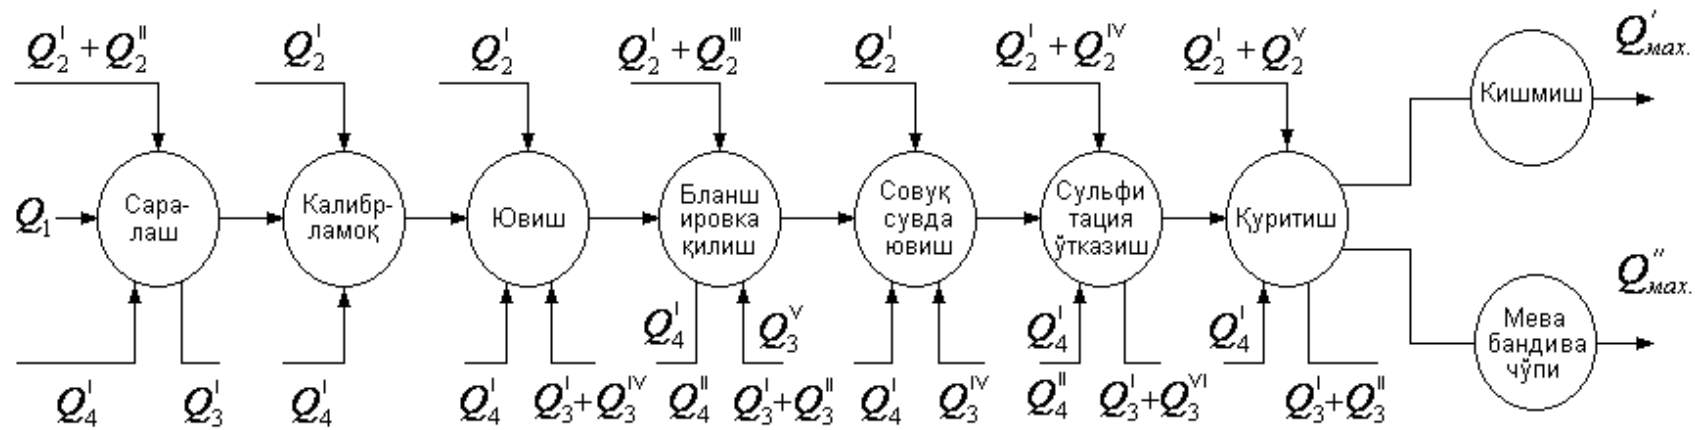 Q₂ᴵ + Q₂ᴵᴵ
Q₂ᴵ
Q₂ᴵ
Q₂ᴵ + Q₂ᴵᴵᴵ
Q₂ᴵ
Q₂ᴵ + Q₂ᴵⱽ
Q₂ᴵ + Q₂ⱽ
Q′мах.
Кишмиш
Q₁
Сара-
лаш
Калибр-
ламоқ
Ювиш
Бланш
ировка
қилиш
Совуқ
сувда
ювиш
Сульфи
тация
ўтказиш
Қуритиш
Q″мах.
Мева
бандива
чўпи
Q₄ᴵ
Q₃ᴵ
Q₄ᴵ
Q₄ᴵ
Q₃ᴵ+Q₃ᴵⱽ
Q₄ᴵ
Q₄ᴵᴵ
Q₃ⱽ
Q₃ᴵ+Q₃ᴵᴵ
Q₄ᴵ
Q₃ᴵⱽ
Q₄ᴵ
Q₄ᴵᴵ
Q₃ᴵ+Q₃ⱽᴵ
Q₄ᴵ
Q₃ᴵ+Q₃ᴵᴵ